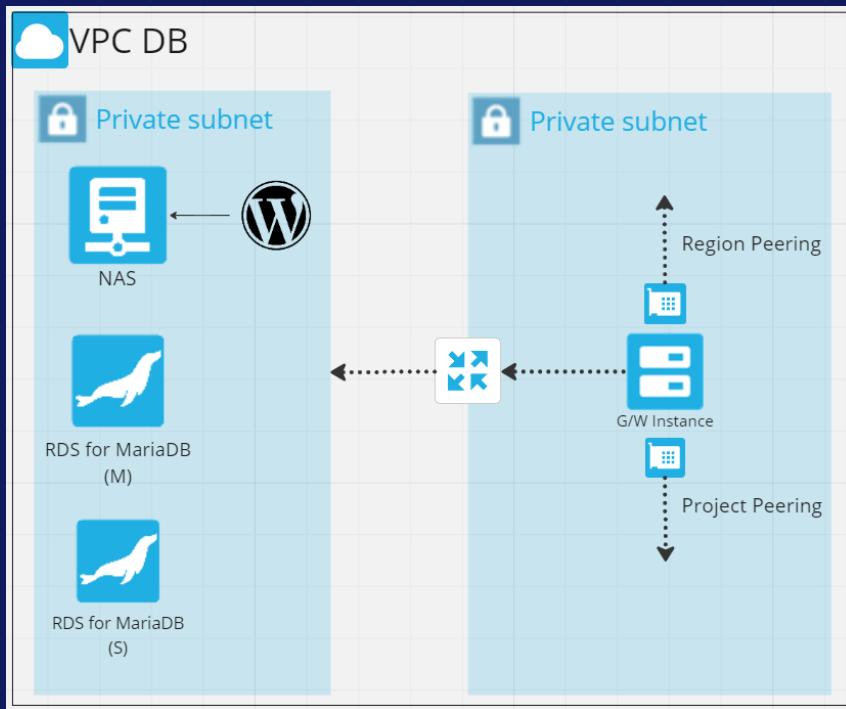 VPC DB
Private subnet
NAS
RDS for MariaDB
(M)
RDS for MariaDB
(S)
Private subnet
Region Peering
G/W Instance
Project Peering